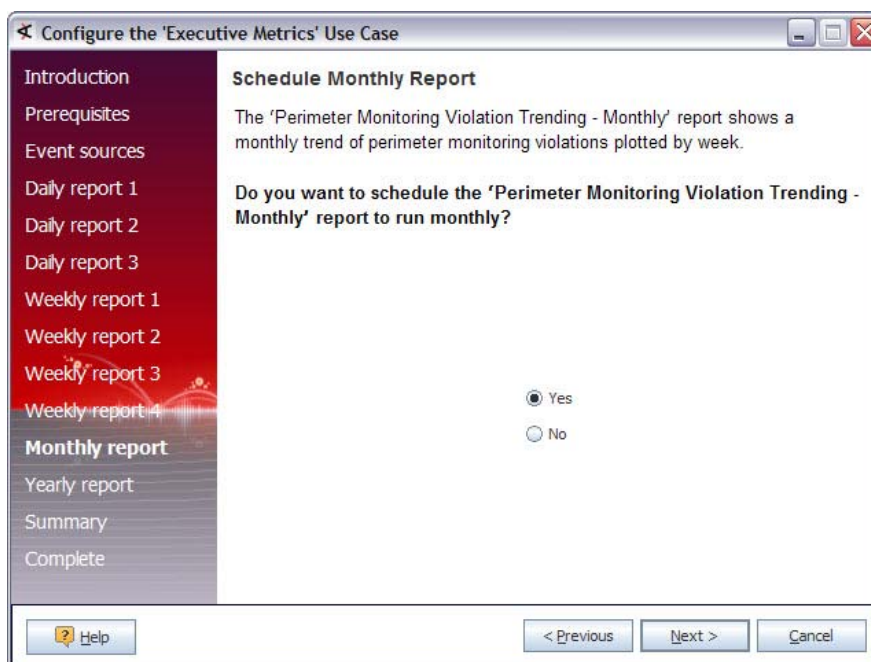 Configure the 'Executive Metrics' Use Case
Introduction
Prerequisites
Event sources
Daily report 1
Daily report 2
Daily report 3
Weekly report 1
Weekly report 2
Weekly report 3
Weekly report 4
Monthly report
Yearly report
Summary
Complete
Schedule Monthly Report
The 'Perimeter Monitoring Violation Trending - Monthly' report shows a
monthly trend of perimeter monitoring violations plotted by week.
Do you want to schedule the 'Perimeter Monitoring Violation Trending -
Monthly' report to run monthly?
Yes
No
Help
< Previous
Next >
Cancel